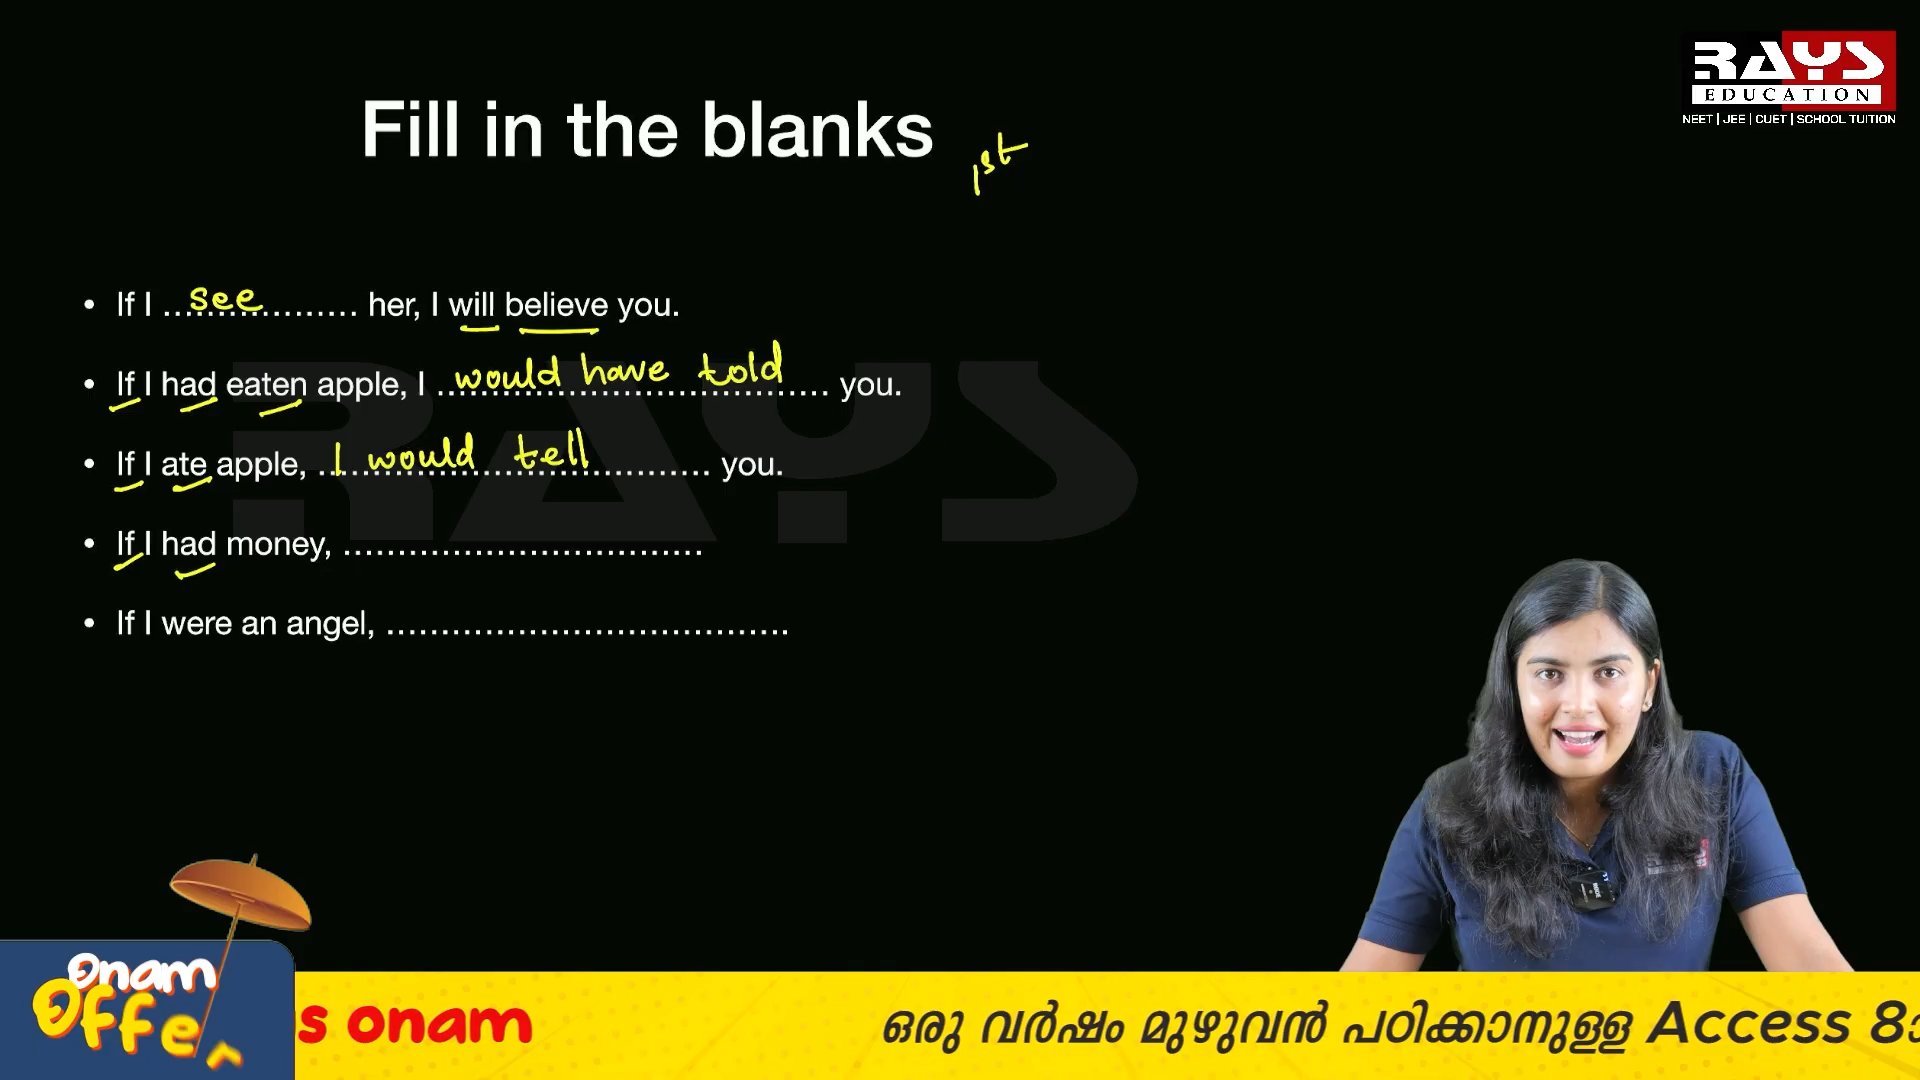 RAYS
EDUCATION
NEET | JEE | CUET | SCHOOL TUITION
Fill in the blanks
1st
• If I ...see............... her, I will believe you.
• If I had eaten apple, I ..would have told.... you.
• If I ate apple, ..I would tell........... you.
• If I had money, .................................
• If I were an angel, .....................................
RAYS
Onam
Offer
s onam
ഒരു വർഷം മുഴുവൻ പഠിക്കാനുള്ള Access 8